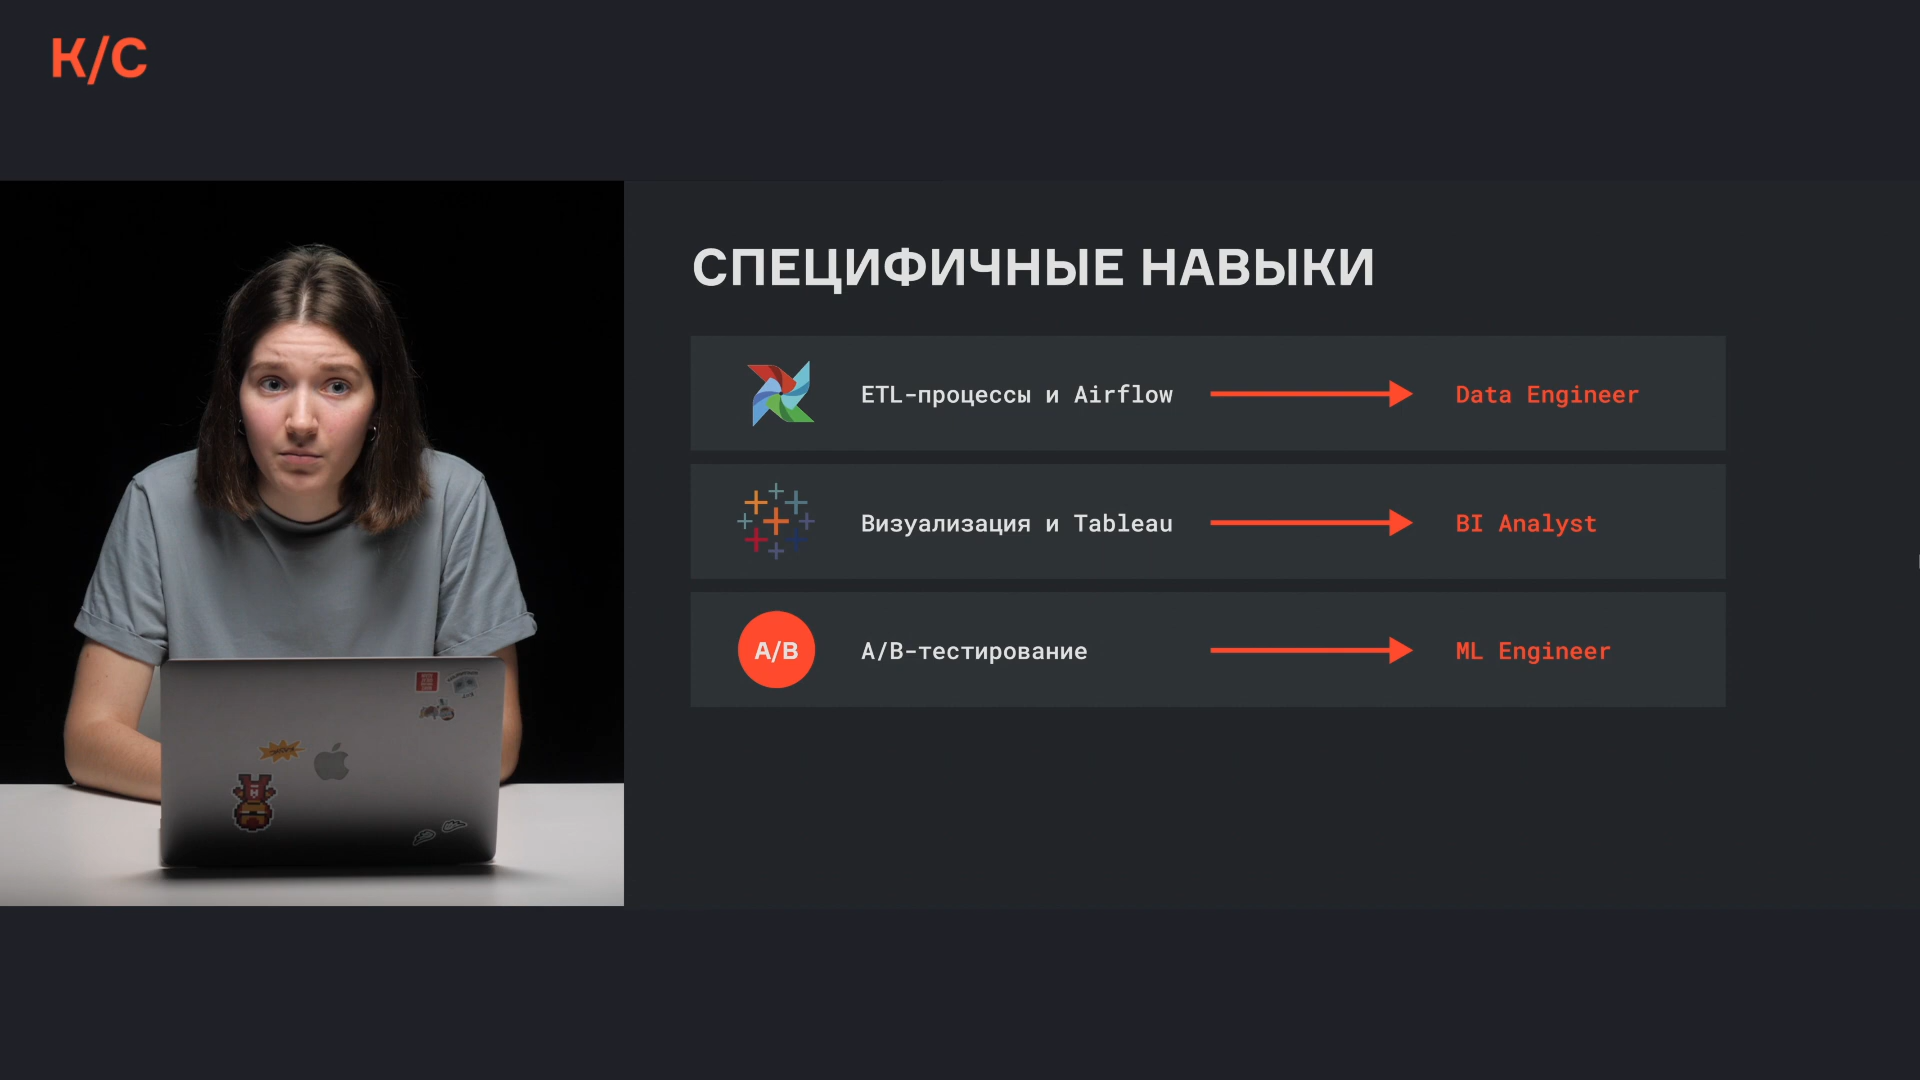 К/С
СПЕЦИФИЧНЫЕ НАВЫКИ
ETL-процессы и Airflow
Data Engineer
Визуализация и Tableau
BI Analyst
A/B
A/B-тестирование
ML Engineer